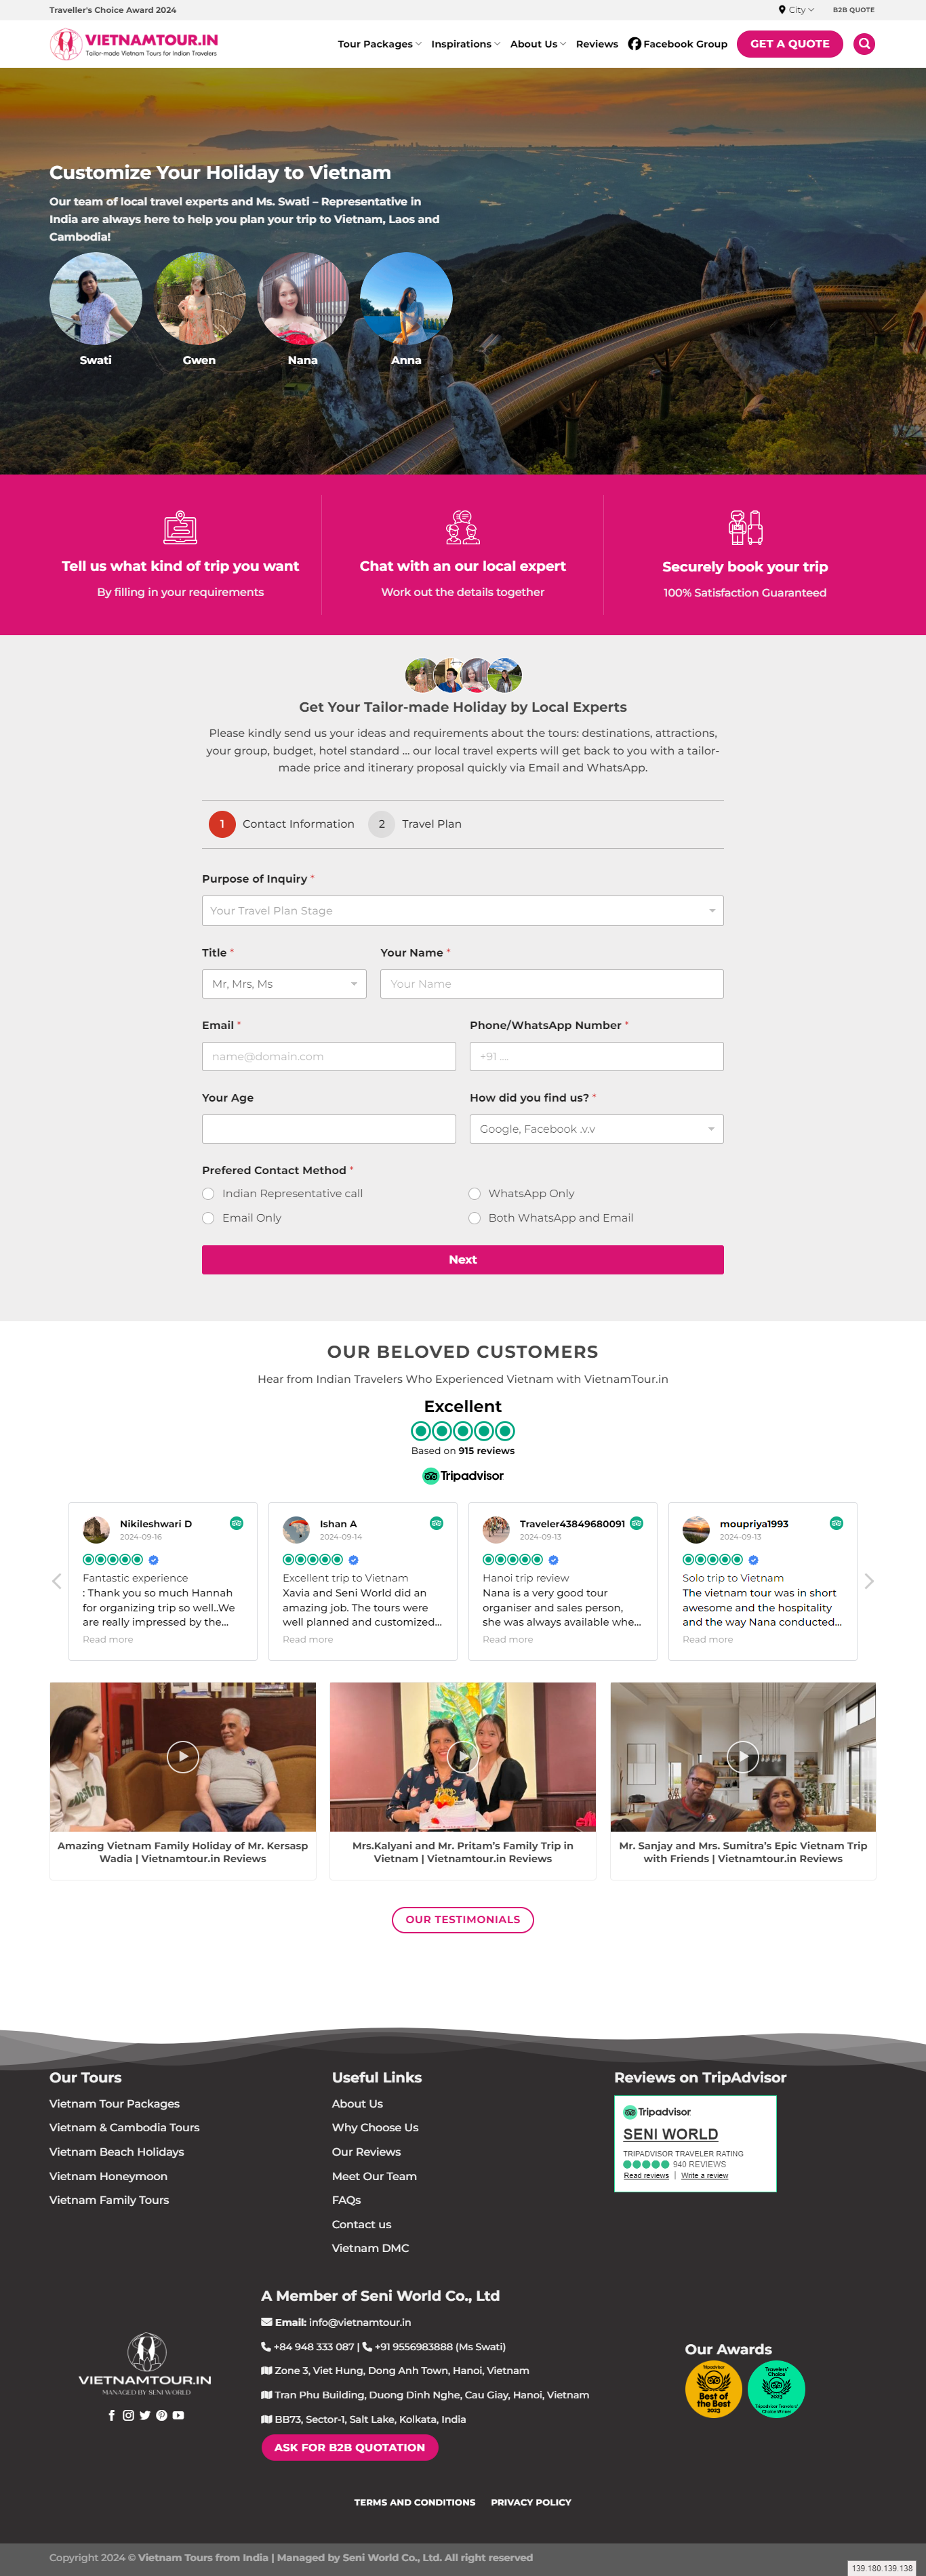 Traveller's Choice Award 2024
City
B2B QUOTE
VIETNAMTOUR.IN
Tailor-made Vietnam Tours for Indian Travelers
Tour Packages
Inspirations
About Us
Reviews
Facebook Group
GET A QUOTE
Customize Your Holiday to Vietnam
Our team of local travel experts and Ms. Swati – Representative in
India are always here to help you plan your trip to Vietnam, Laos and
Cambodia!
Swati
Gwen
Nana
Anna
Tell us what kind of trip you want
By filling in your requirements
Chat with an our local expert
Work out the details together
Securely book your trip
100% Satisfaction Guaranteed
Get Your Tailor-made Holiday by Local Experts
Please kindly send us your ideas and requirements about the tours: destinations, attractions,
your group, budget, hotel standard ... our local travel experts will get back to you with a tailor-
made price and itinerary proposal quickly via Email and WhatsApp.
1 Contact Information
2 Travel Plan
Purpose of Inquiry *
Your Travel Plan Stage
Title *
Your Name *
Mr, Mrs, Ms
Your Name
Email *
Phone/WhatsApp Number *
name@domain.com
+91 ....
Your Age
How did you find us? *
Google, Facebook .v.v
Prefered Contact Method *
Indian Representative call
WhatsApp Only
Email Only
Both WhatsApp and Email
Next
OUR BELOVED CUSTOMERS
Hear from Indian Travelers Who Experienced Vietnam with VietnamTour.in
Excellent
Based on 915 reviews
Tripadvisor
Nikileshwari D
2024-09-16
Fantastic experience
: Thank you so much Hannah
for organizing trip so well..We
are really impressed by the...
Read more
Ishan A
2024-09-14
Excellent trip to Vietnam
Xavia and Seni World did an
amazing job. The tours were
well planned and customized...
Read more
Traveler43849680091
2024-09-13
Hanoi trip review
Nana is a very good tour
organiser and sales person,
she was always available whe...
Read more
moupriya1993
2024-09-13
Solo trip to Vietnam
The vietnam tour was in short
awesome and the hospitality
and the way Nana conducted...
Read more
Amazing Vietnam Family Holiday of Mr. Kersasp
Wadia | Vietnamtour.in Reviews
Mrs.Kalyani and Mr. Pritam's Family Trip in
Vietnam | Vietnamtour.in Reviews
Mr. Sanjay and Mrs. Sumitra's Epic Vietnam Trip
with Friends | Vietnamtour.in Reviews
OUR TESTIMONIALS
Our Tours
Vietnam Tour Packages
Vietnam & Cambodia Tours
Vietnam Beach Holidays
Vietnam Honeymoon
Vietnam Family Tours
Useful Links
About Us
Why Choose Us
Our Reviews
Meet Our Team
FAQs
Contact us
Vietnam DMC
Reviews on TripAdvisor
Tripadvisor
SENI WORLD
TRIPADVISOR TRAVELER RATING
940 REVIEWS
Read reviews | Write a review
VIETNAMTOUR.IN
MANAGED BY SENI WORLD
A Member of Seni World Co., Ltd
Email: info@vietnamtour.in
+84 948 333 087 | +91 9556983888 (Ms Swati)
Zone 3, Viet Hung, Dong Anh Town, Hanoi, Vietnam
Tran Phu Building, Duong Dinh Nghe, Cau Giay, Hanoi, Vietnam
BB73, Sector-1, Salt Lake, Kolkata, India
ASK FOR B2B QUOTATION
Our Awards
Tripadvisor
Best of the
Best
2023
Travelers'
Choice
2023
TERMS AND CONDITIONS
PRIVACY POLICY
Copyright 2024 © Vietnam Tours from India | Managed by Seni World Co., Ltd. All right reserved
139.180.139.138